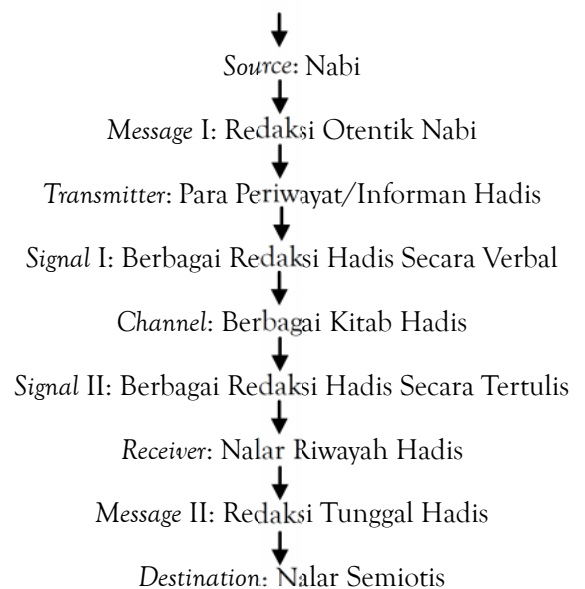 Source: Nabi
Message I: Redaksi Otentik Nabi
Transmitter: Para Periwayat/Informan Hadis
Signal I: Berbagai Redaksi Hadis Secara Verbal
Channel: Berbagai Kitab Hadis
Signal II: Berbagai Redaksi Hadis Secara Tertulis
Receiver: Nalar Riwayah Hadis
Message II: Redaksi Tunggal Hadis
Destination: Nalar Semiotis